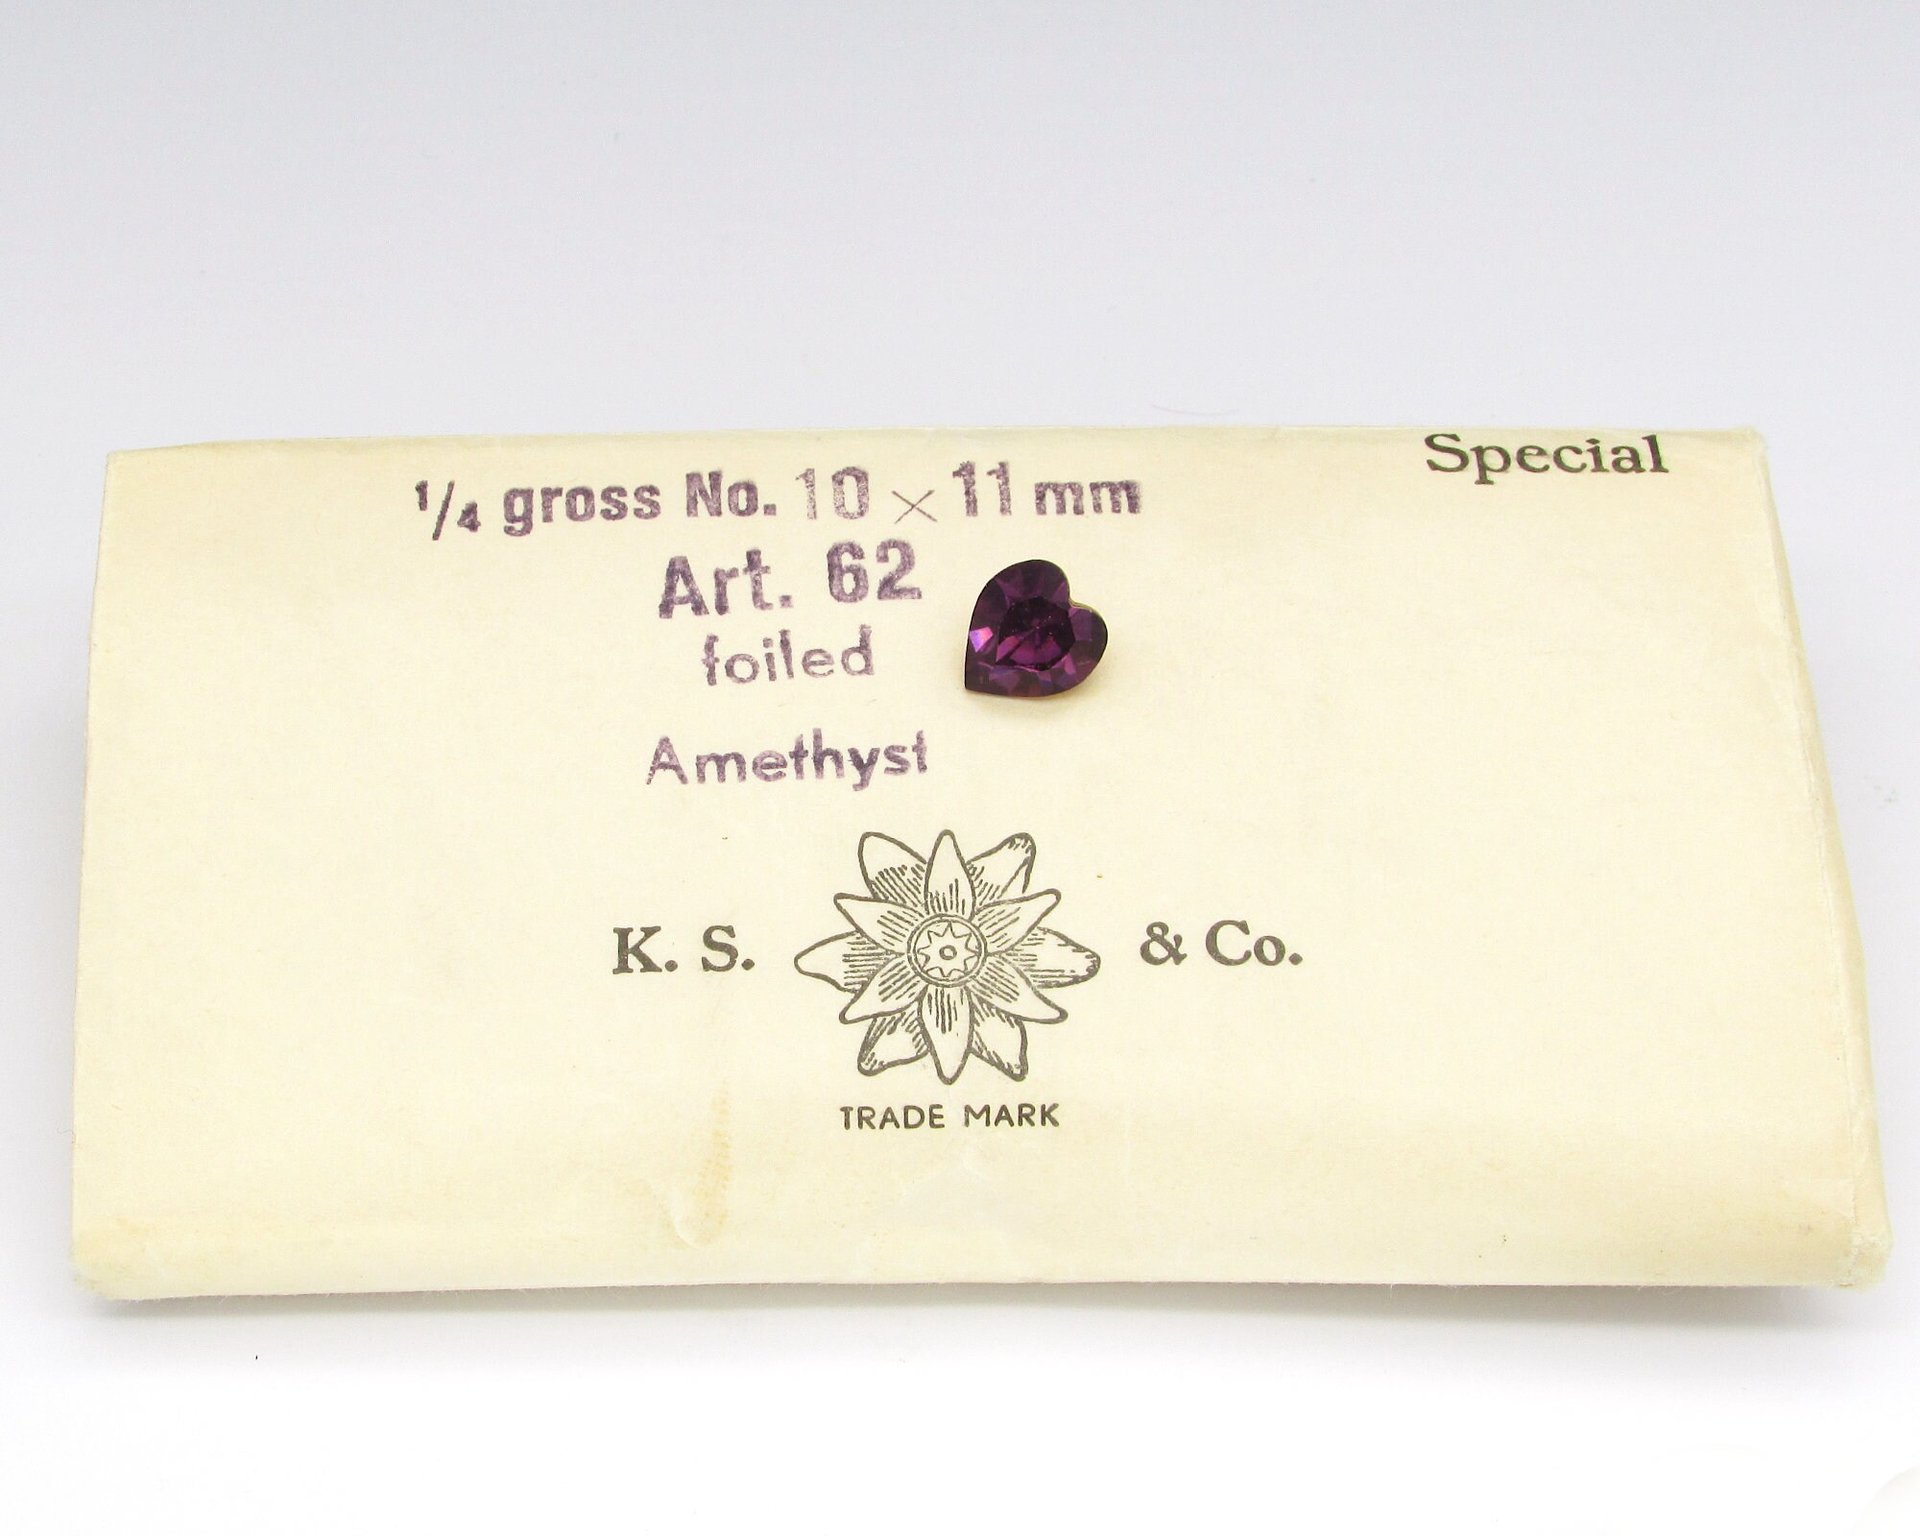 Special
1/4 gross No. 10 × 11 mm
Art. 62
foiled
Amethyst
K. S. & Co.
TRADE MARK